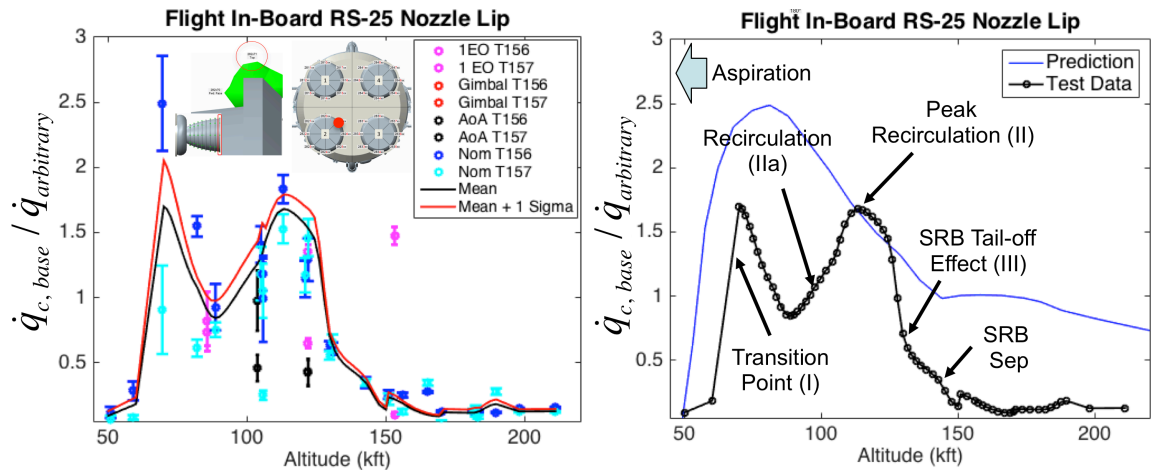 Flight In-Board RS-25 Nozzle Lip
q̇c, base / q̇arbitrary
3
2.5
2
1.5
1
0.5
50
100
150
200
Altitude (kft)
1EO T156
1 EO T157
Gimbal T156
Gimbal T157
AoA T156
AoA T157
Nom T156
Nom T157
Mean
Mean + 1 Sigma
1
4
2
3
Flight In-Board RS-25 Nozzle Lip
180°
q̇c, base / q̇arbitrary
3
2.5
2
1.5
1
0.5
50
100
150
200
Altitude (kft)
Prediction
Test Data
Aspiration
Recirculation
(IIa)
Peak
Recirculation (II)
SRB Tail-off
Effect (III)
Transition
Point (I)
SRB
Sep